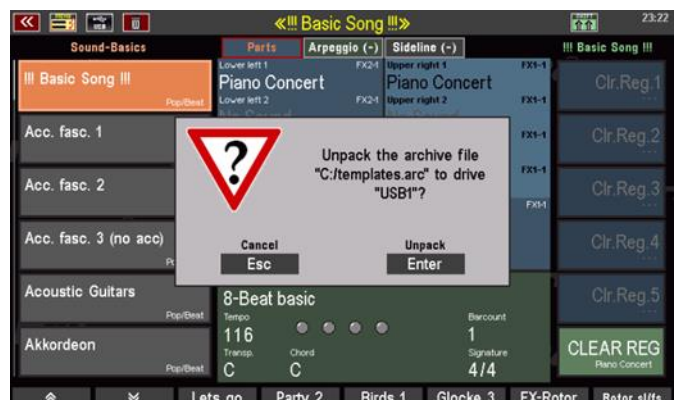 «!!! Basic Song !!!»
23:22
Sound-Basics
Parts
Arpeggio (-)
Sideline (-)
!!! Basic Song !!!
!!! Basic Song !!!
Pop/Beat
Acc. fasc. 1
Acc. fasc. 2
Acc. fasc. 3 (no acc)
Acoustic Guitars
Pop/Beat
Akkordeon
Pop/Beat
Lower left 1
FX2-1
Piano Concert
Lower left 2
FX2-1
Upper right 1
FX1-1
Piano Concert
Upper right 2
FX1-1
FX1-1
FX1-1
Unpack the archive file
"C:/templates.arc" to drive
"USB1"?
Cancel
Esc
Unpack
Enter
8-Beat basic
Tempo
116
Barcount
1
Transp.
C
Chord
C
Signature
4/4
Clr.Reg.1
Clr.Reg.2
Clr.Reg.3
Clr.Reg.4
Clr.Reg.5
CLEAR REG
Piano Concert
Lets go
Party 2
Birds 1
Glocke 3
FX-Rotor
Rotor sl/fs